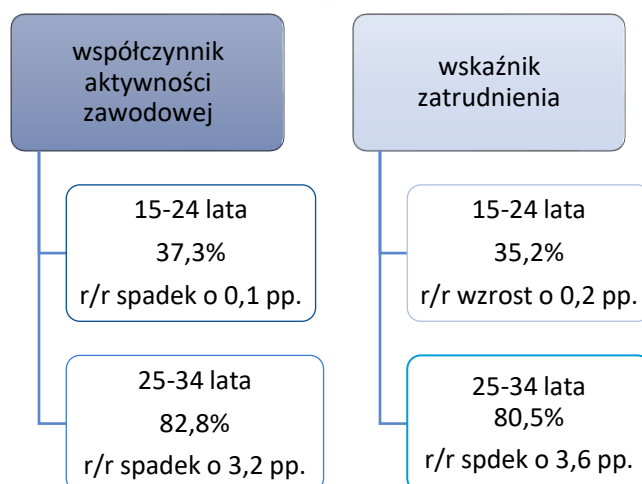 współczynnik
aktywności
zawodowej
15-24 lata
37,3%
r/r spadek o 0,1 pp.
25-34 lata
82,8%
r/r spadek o 3,2 pp.
wskaźnik
zatrudnienia
15-24 lata
35,2%
r/r wzrost o 0,2 pp.
25-34 lata
80,5%
r/r spdek o 3,6 pp.